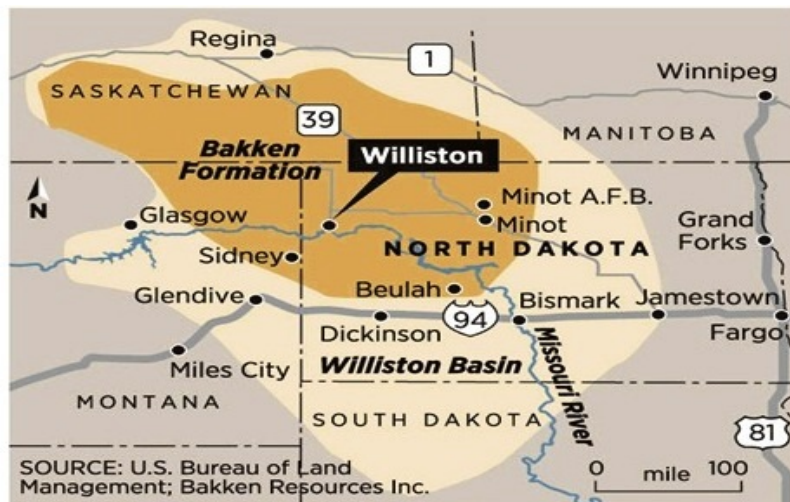 Regina
1
Winnipeg
SASKATCHEWAN
39
MANITOBA
Bakken
Formation
Williston
N
Minot A.F.B.
Glasgow
Minot
Grand
Forks
NORTH DAKOTA
Sidney
Glendive
Beulah
94
Bismark
Jamestown
Dickinson
Fargo
Miles City
Williston Basin
Missouri River
MONTANA
SOUTH DAKOTA
81
SOURCE: U.S. Bureau of Land
Management; Bakken Resources Inc.
0 mile 100